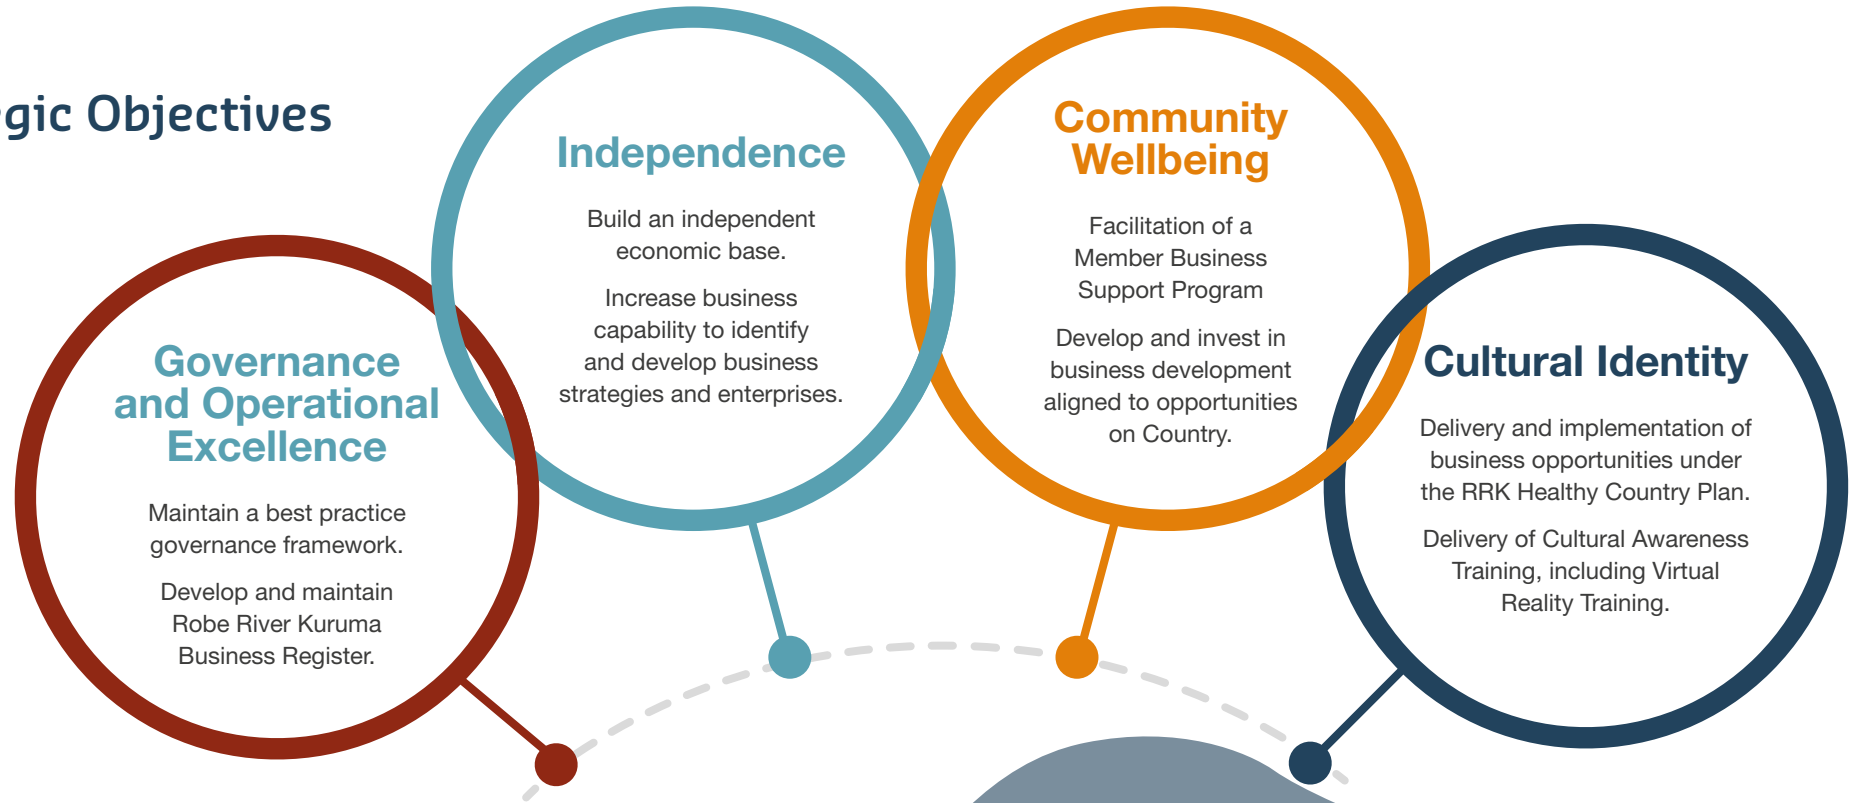 gic Objectives
Governance
and Operational
Excellence
Maintain a best practice
governance framework.
Develop and maintain
Robe River Kuruma
Business Register.
Independence
Build an independent
economic base.
Increase business
capability to identify
and develop business
strategies and enterprises.
Community
Wellbeing
Facilitation of a
Member Business
Support Program
Develop and invest in
business development
aligned to opportunities
on Country.
Cultural Identity
Delivery and implementation of
business opportunities under
the RRK Healthy Country Plan.
Delivery of Cultural Awareness
Training, including Virtual
Reality Training.